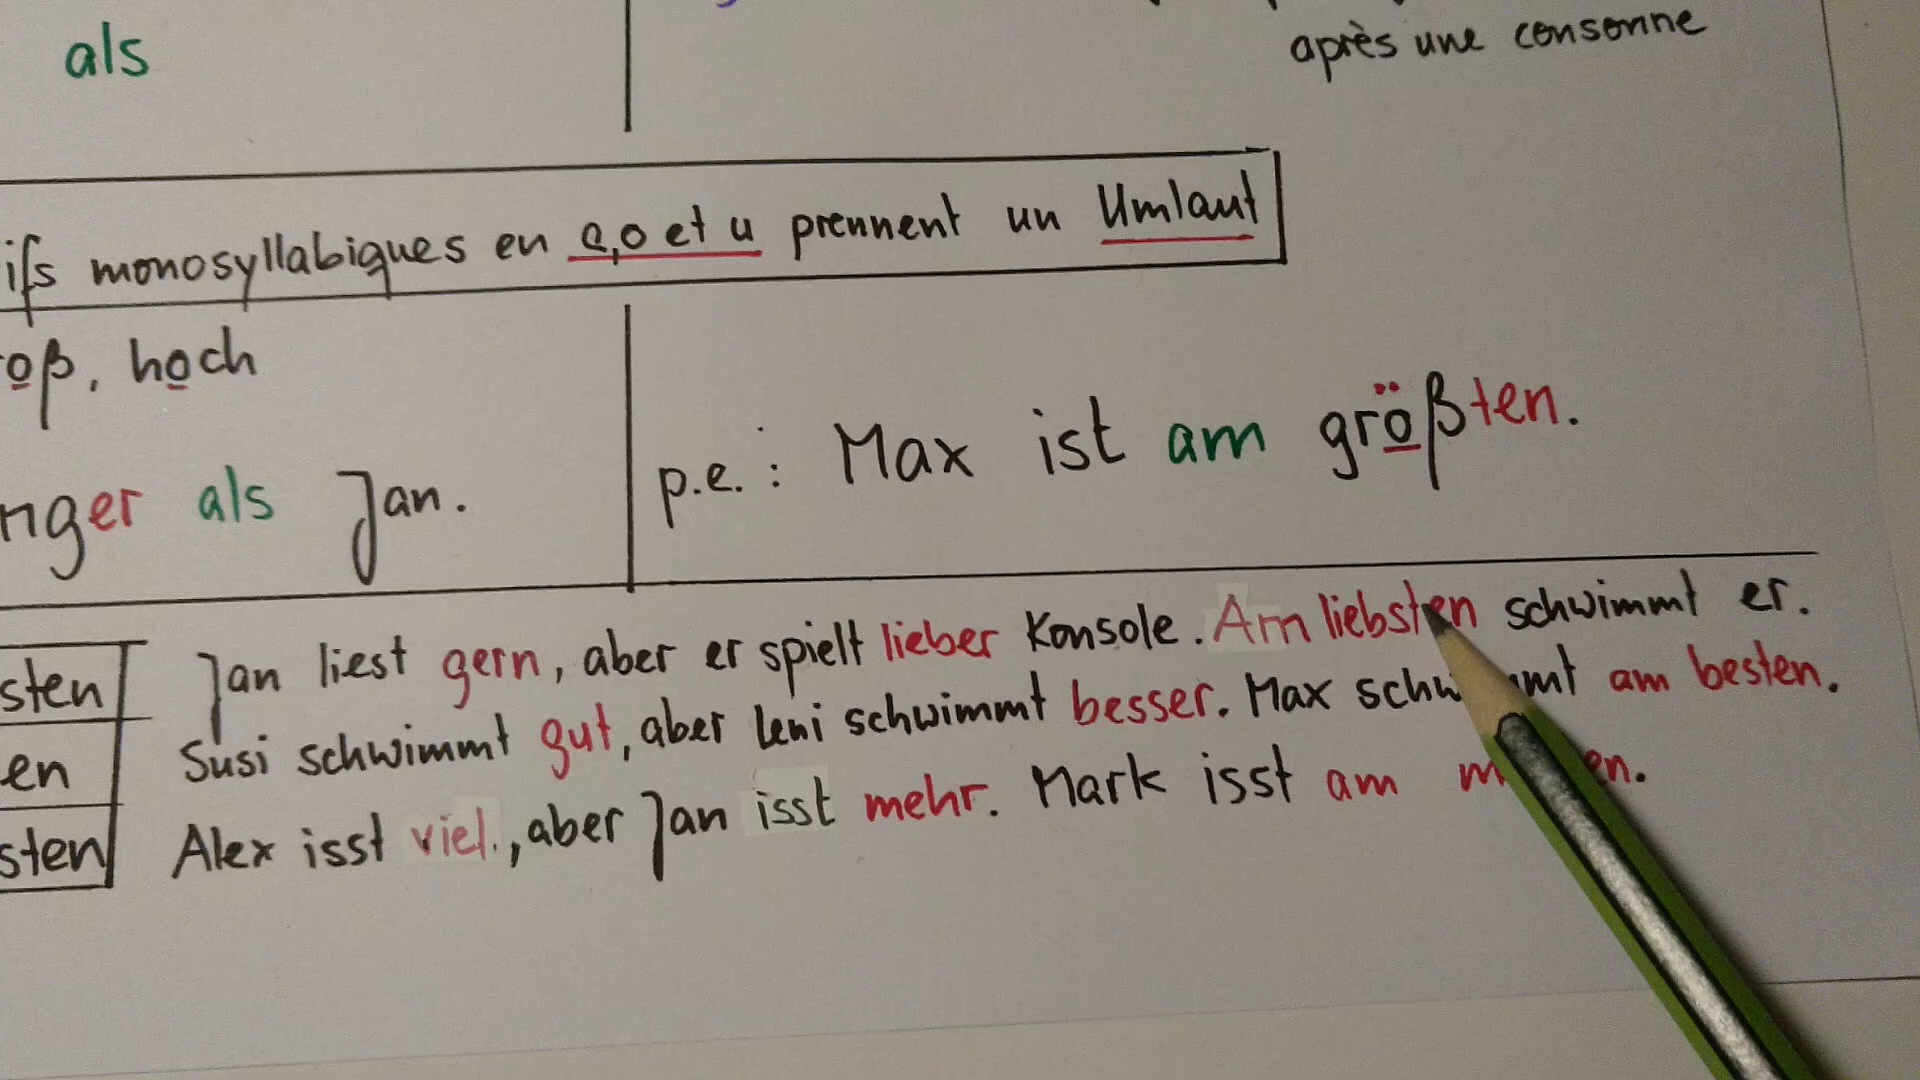 als
après une consonne
ifs monosyllabiques en a, o et u prennent un Umlaut
oß, hoch
p.e.: Max ist am größten.
nger als Jan.
sten
Jan liest gern, aber er spielt lieber Konsole. Am liebsten schwimmt er.
en
Susi schwimmt gut, aber Leni schwimmt besser. Max am besten.
sten
Alex isst viel, aber Jan isst mehr. Mark isst am